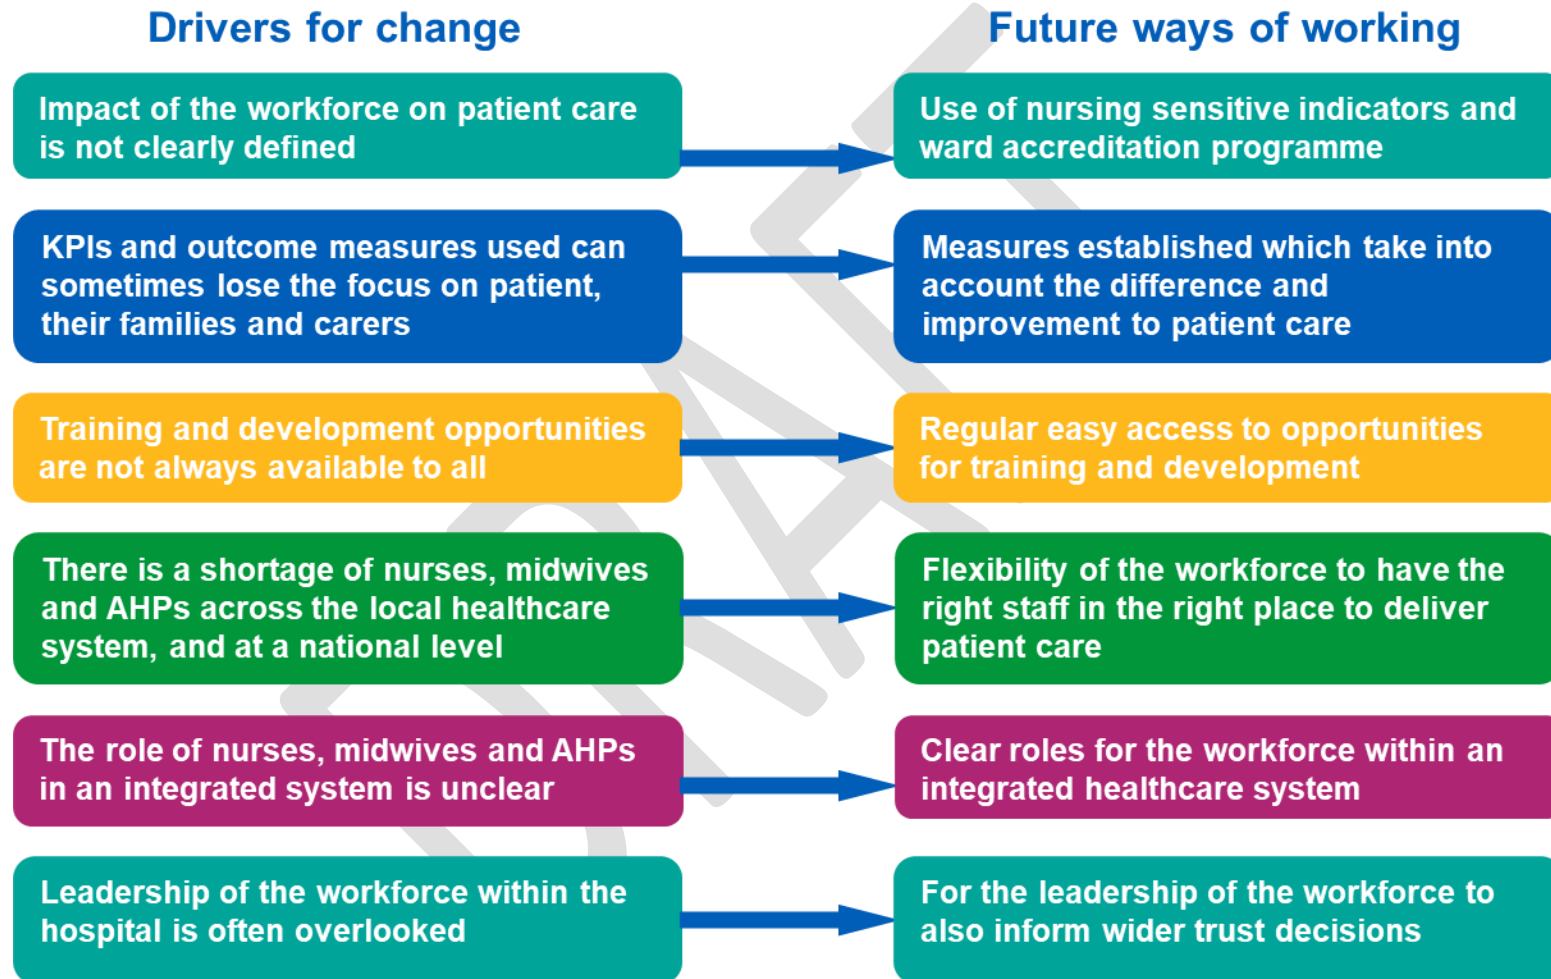 Drivers for change
Future ways of working
Impact of the workforce on patient care
is not clearly defined
Use of nursing sensitive indicators and
ward accreditation programme
KPIs and outcome measures used can
sometimes lose the focus on patient,
their families and carers
Measures established which take into
account the difference and
improvement to patient care
Training and development opportunities
are not always available to all
Regular easy access to opportunities
for training and development
There is a shortage of nurses, midwives
and AHPs across the local healthcare
system, and at a national level
Flexibility of the workforce to have the
right staff in the right place to deliver
patient care
The role of nurses, midwives and AHPs
in an integrated system is unclear
Clear roles for the workforce within an
integrated healthcare system
Leadership of the workforce within the
hospital is often overlooked
For the leadership of the workforce to
also inform wider trust decisions
DRAFT